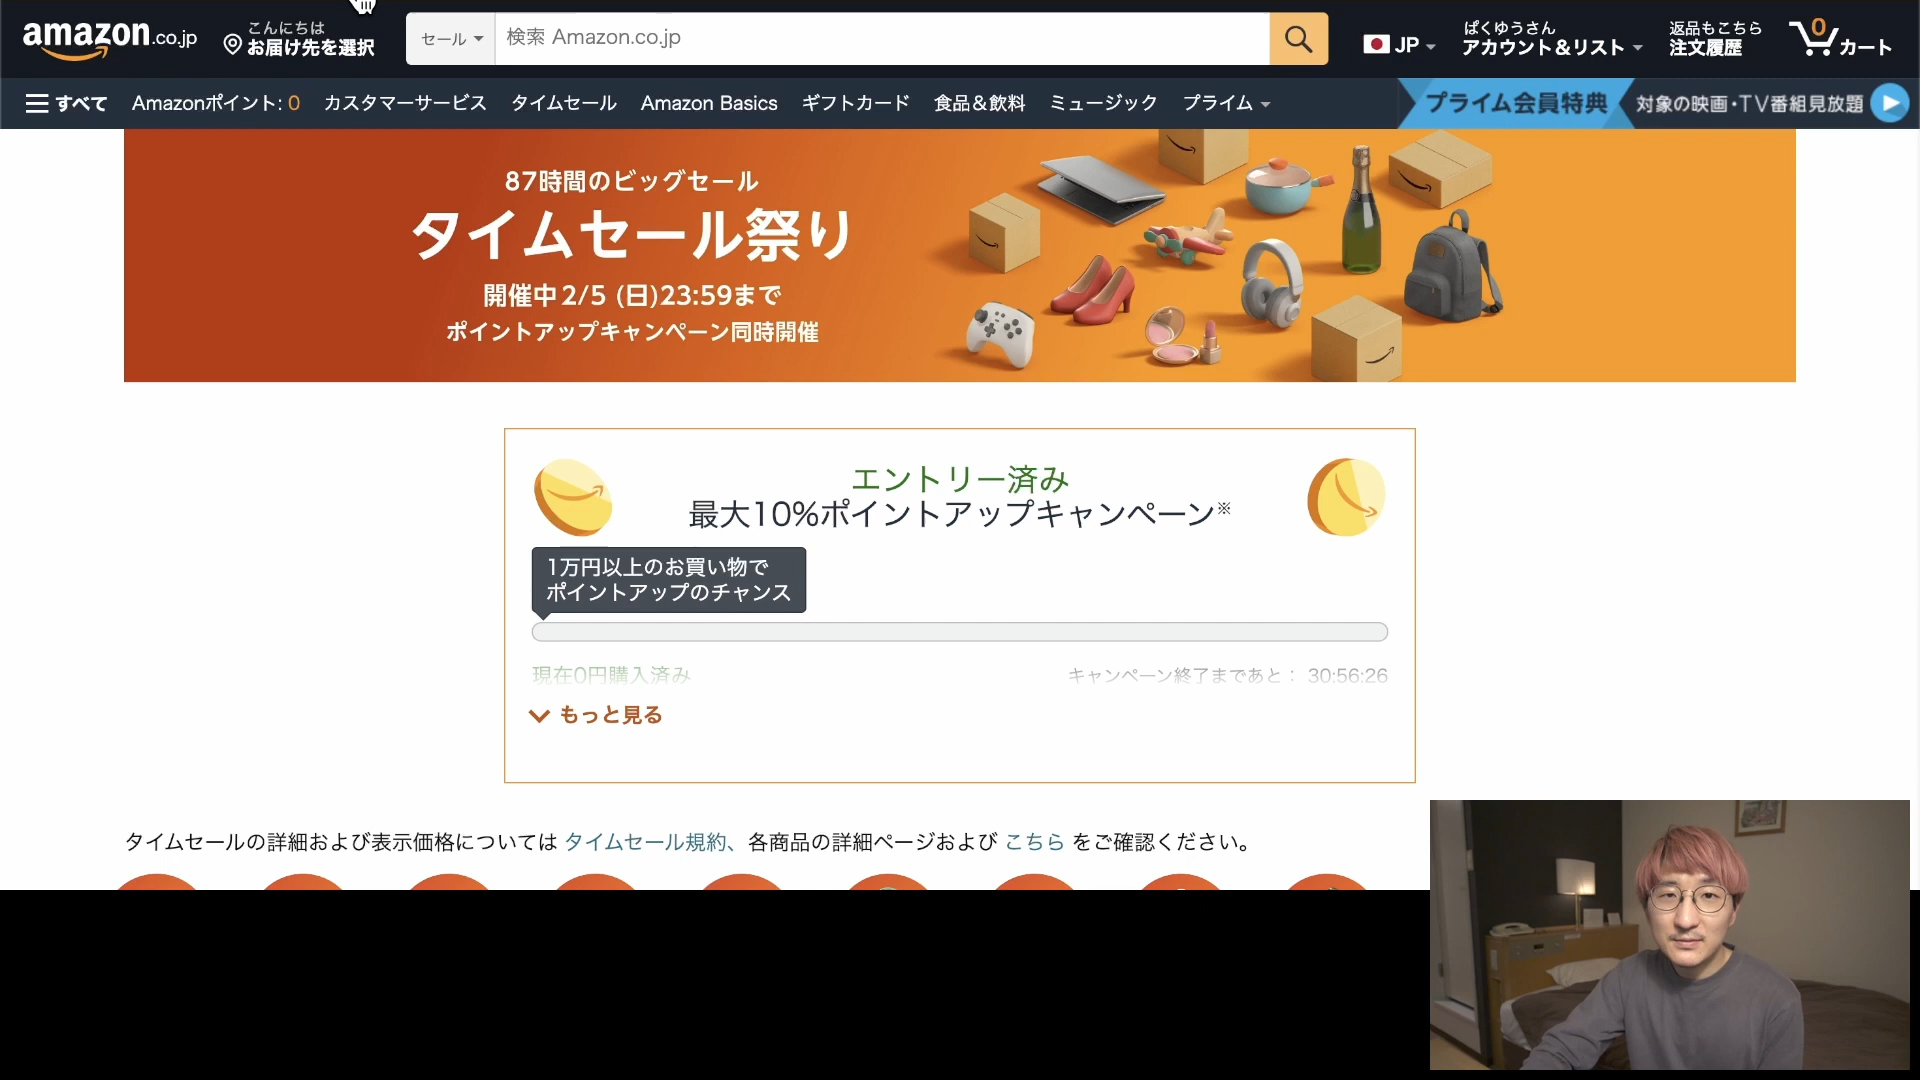 amazon.co.jp
こんにちは
お届け先を選択
セール
検索 Amazon.co.jp
JP
ぱくゆうさん
アカウント＆リスト
返品もこちら
注文履歴
0
カート
すべて
Amazonポイント: 0
カスタマーサービス
タイムセール
Amazon Basics
ギフトカード
食品＆飲料
ミュージック
プライム
プライム会員特典
対象の映画・TV番組見放題
87時間のビッグセール
タイムセール祭り
開催中 2/5 (日)23:59まで
ポイントアップキャンペーン同時開催
エントリー済み
最大10%ポイントアップキャンペーン※
1万円以上のお買い物で
ポイントアップのチャンス
現在0円購入済み
キャンペーン終了まであと： 30:56:26
もっと見る
タイムセールの詳細および表示価格については タイムセール規約、各商品の詳細ページおよび こちら をご確認ください。